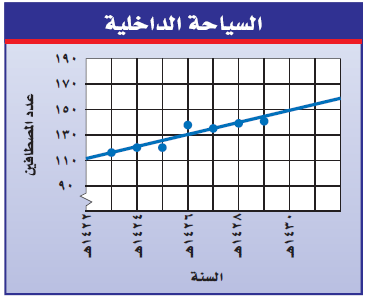 السياحة الداخلية
عدد المصطافين
١٩٠
١٧٠
١٥٠
١٣٠
١١٠
٩٠
١٤٢٢هـ
١٤٢٤هـ
١٤٢٦هـ
١٤٢٨هـ
١٤٣٠هـ
السنة